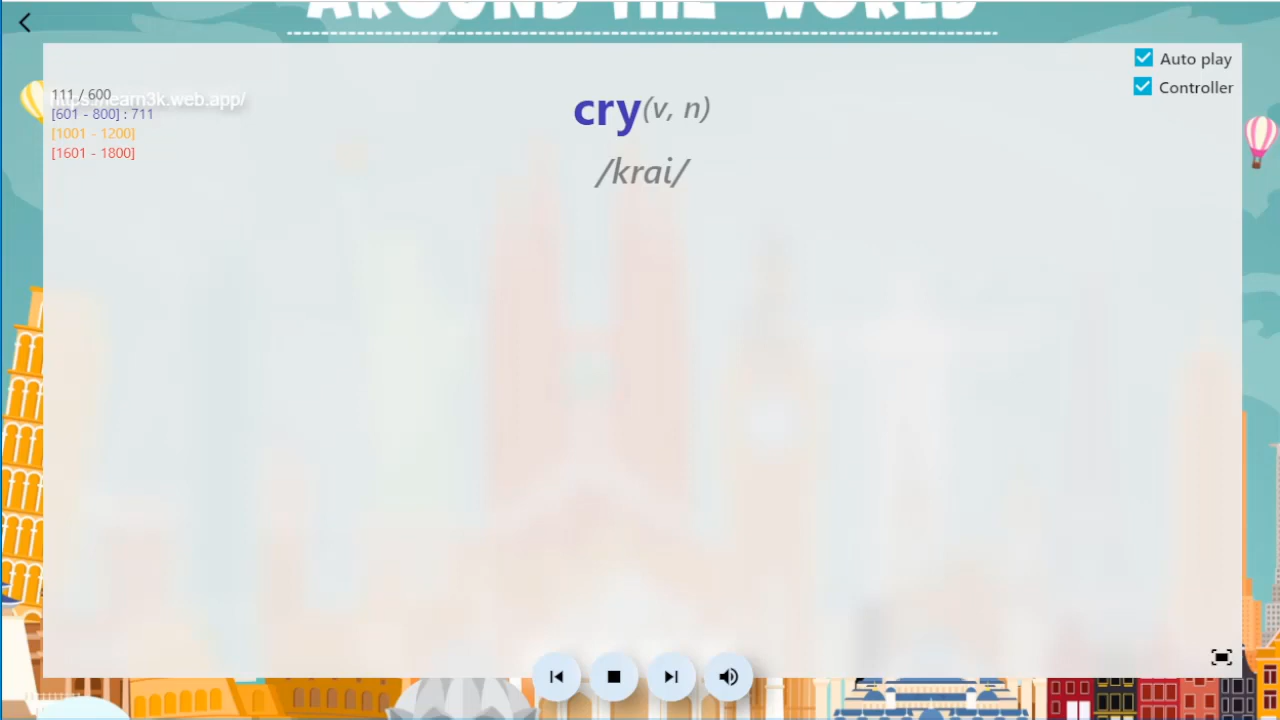 AROUND THE WORLD
Auto play
Controller
111 / 600
https://learn3k.web.app/
[601 - 800] : 711
[1001 - 1200]
[1601 - 1800]
cry(v, n)
/krai/